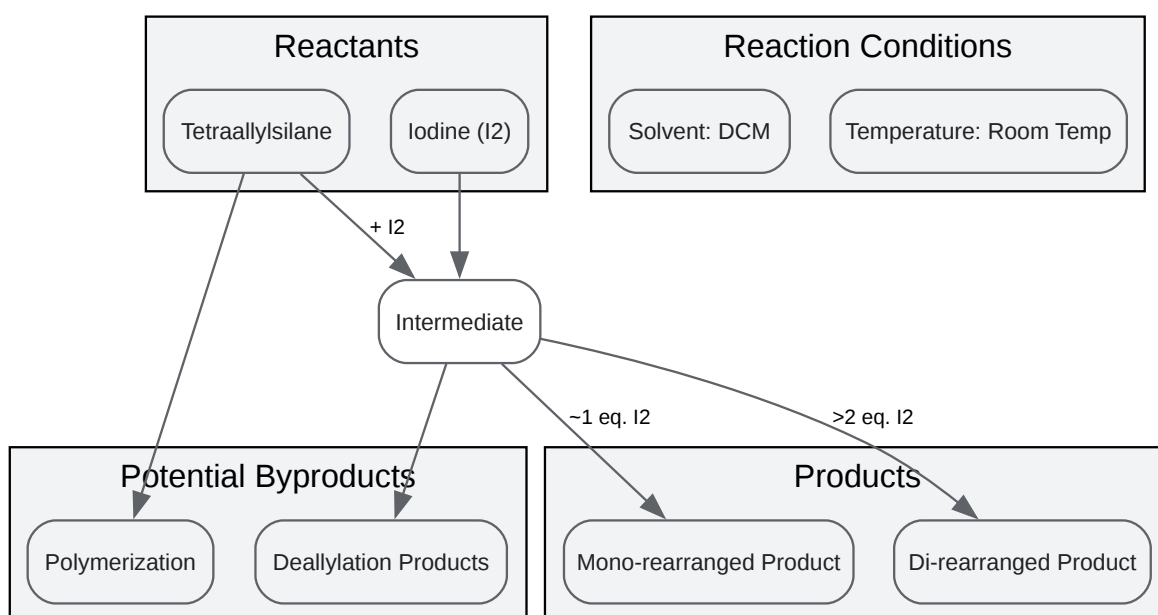 Reactants
Reaction Conditions
Tetraallylsilane
Iodine (I2)
Solvent: DCM
Temperature: Room Temp
+ I2
Intermediate
~1 eq. I2
>2 eq. I2
Potential Byproducts
Products
Polymerization
Deallylation Products
Mono-rearranged Product
Di-rearranged Product